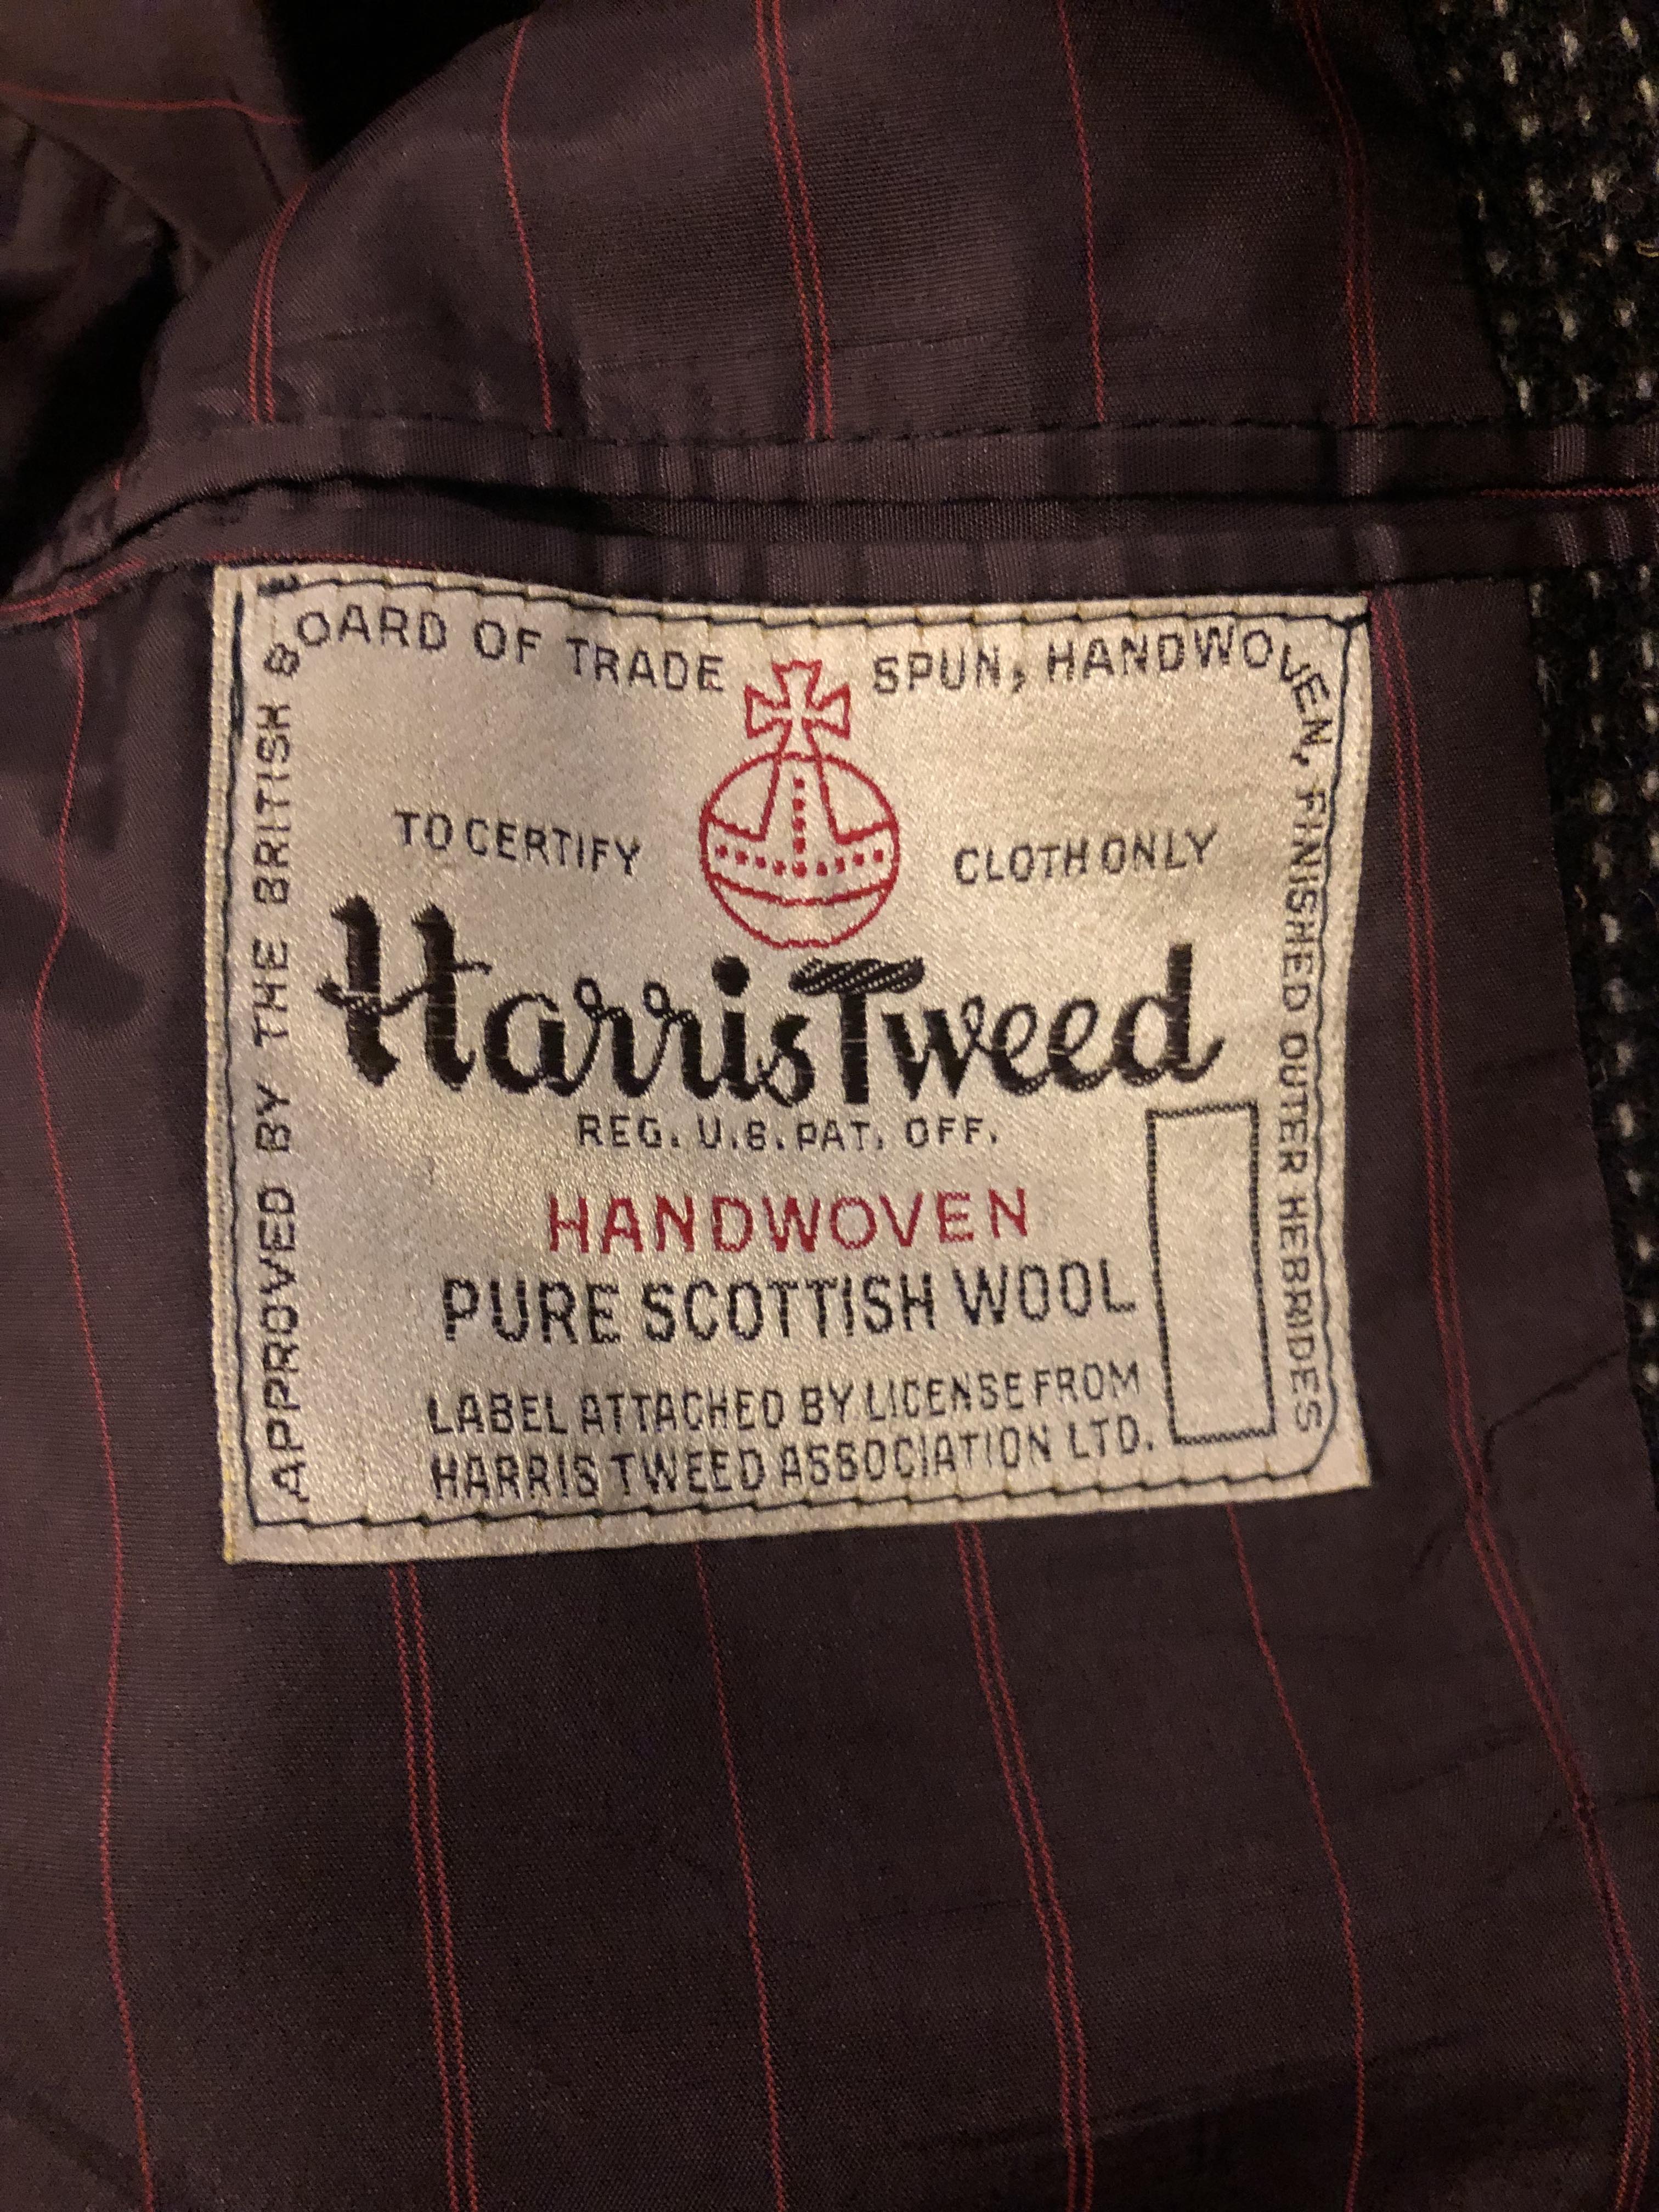 APPROVED BY THE BRITISH BOARD OF TRADE
SPUN, HANDWOVEN, FINISHED OUTER HEBRIDES
TO CERTIFY
CLOTH ONLY
Harris Tweed
REG. U.S. PAT. OFF.
HANDWOVEN
PURE SCOTTISH WOOL
LABEL ATTACHED BY LICENSE FROM
HARRIS TWEED ASSOCIATION LTD.